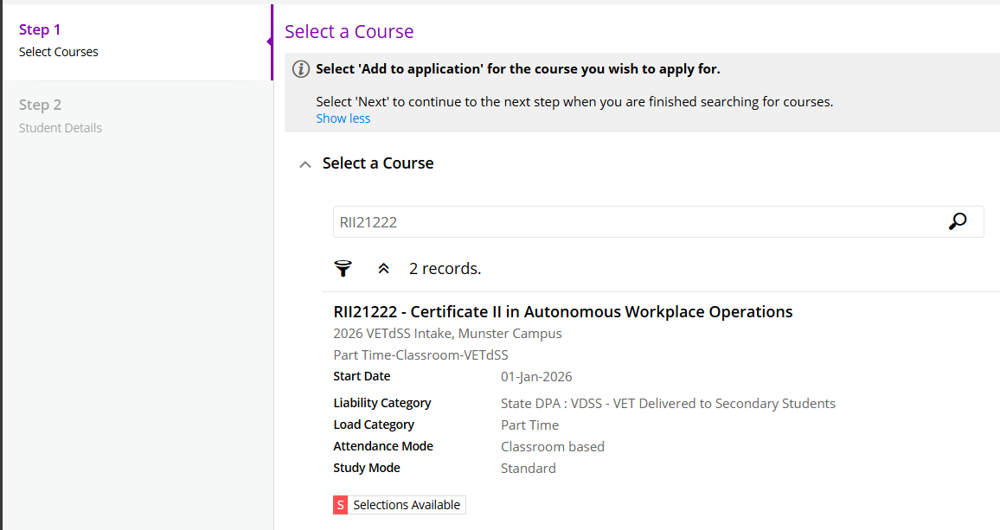 Step 1
Select Courses
Step 2
Student Details
Select a Course
Select 'Add to application' for the course you wish to apply for.
Select 'Next' to continue to the next step when you are finished searching for courses.
Show less
Select a Course
RII21222
2 records.
RII21222 - Certificate II in Autonomous Workplace Operations
2026 VETdSS Intake, Munster Campus
Part Time-Classroom-VETdSS
Start Date 01-Jan-2026
Liability Category State DPA : VDSS - VET Delivered to Secondary Students
Load Category Part Time
Attendance Mode Classroom based
Study Mode Standard
S Selections Available